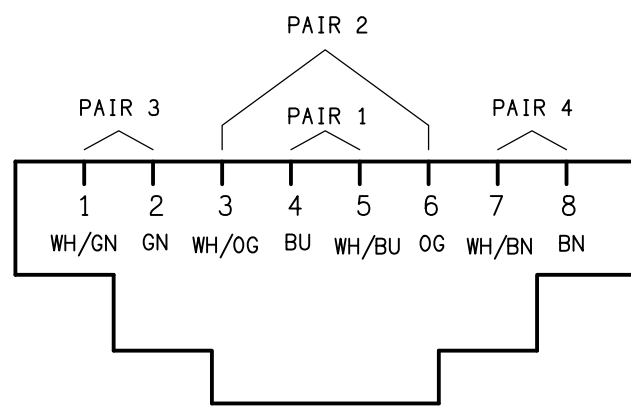 PAIR 2
PAIR 3 PAIR 1 PAIR 4
1 2 3 4 5 6 7 8
WH/GN GN WH/OG BU WH/BU OG WH/BN BN